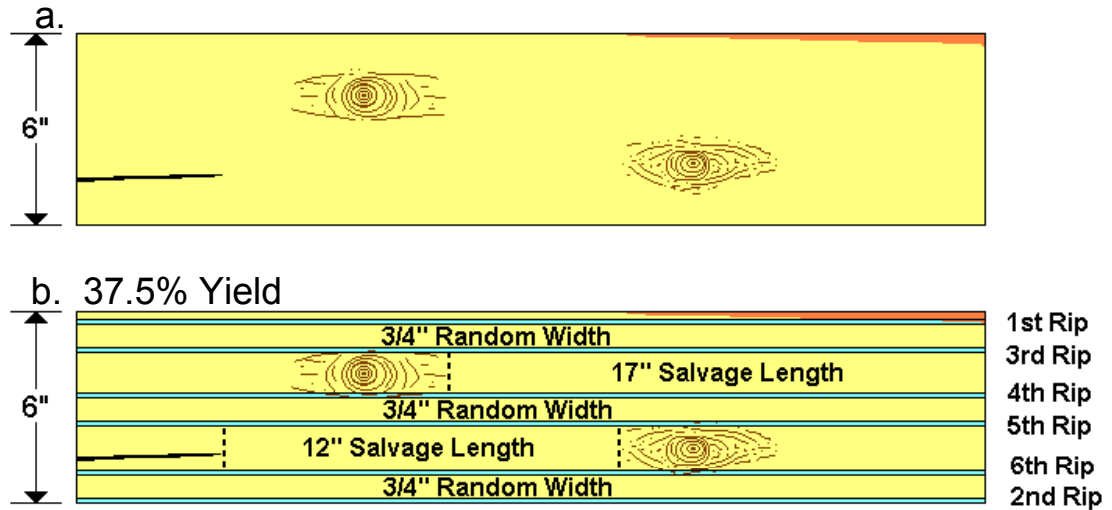 a.
6"
b. 37.5% Yield
1st Rip
3/4" Random Width
3rd Rip
17" Salvage Length
4th Rip
6"
3/4" Random Width
5th Rip
12" Salvage Length
6th Rip
3/4" Random Width
2nd Rip